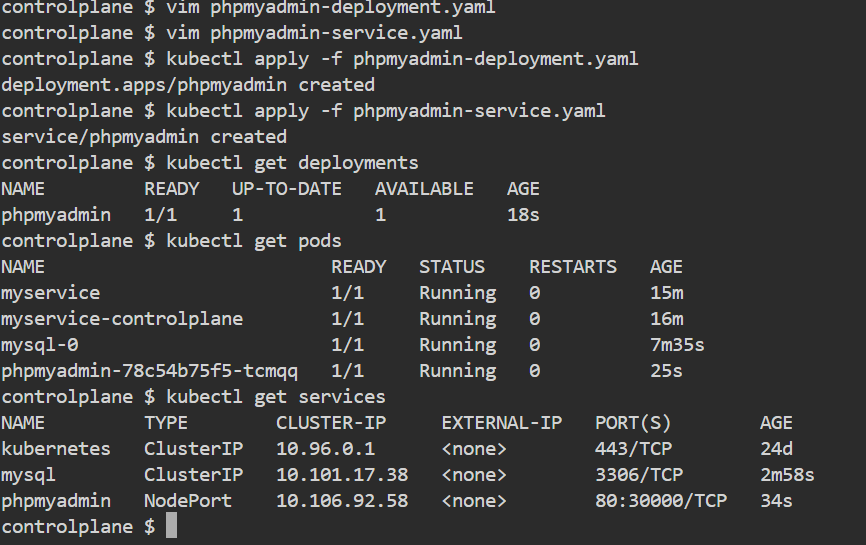 controlplane $ vim phpmyadmin-deployment.yaml
controlplane $ vim phpmyadmin-service.yaml
controlplane $ kubectl apply -f phpmyadmin-deployment.yaml
deployment.apps/phpmyadmin created
controlplane $ kubectl apply -f phpmyadmin-service.yaml
service/phpmyadmin created
controlplane $ kubectl get deployments
NAME         READY   UP-TO-DATE   AVAILABLE   AGE
phpmyadmin   1/1     1            1           18s
controlplane $ kubectl get pods
NAME                          READY   STATUS    RESTARTS   AGE
myservice                     1/1     Running   0          15m
myservice-controlplane        1/1     Running   0          16m
mysql-0                       1/1     Running   0          7m35s
phpmyadmin-78c54b75f5-tcmqq   1/1     Running   0          25s
controlplane $ kubectl get services
NAME         TYPE        CLUSTER-IP     EXTERNAL-IP   PORT(S)        AGE
kubernetes   ClusterIP   10.96.0.1      <none>        443/TCP        24d
mysql        ClusterIP   10.101.17.38   <none>        3306/TCP       2m58s
phpmyadmin   NodePort    10.106.92.58   <none>        80:30000/TCP   34s
controlplane $